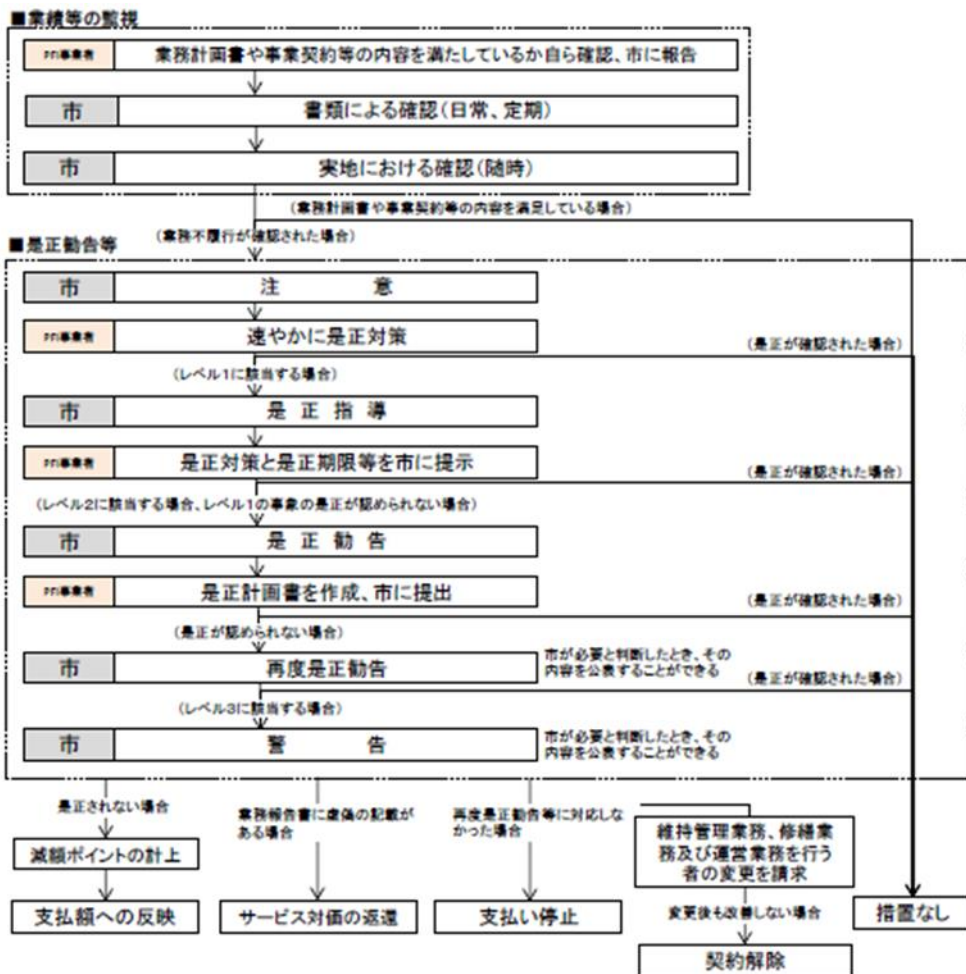 ■業績等の監視
PFI事業者
業務計画書や事業契約等の内容を満たしているか自ら確認、市に報告
市
書類による確認(日常、定期)
市
実地における確認(随時)
(業務計画書や事業契約等の内容を満足している場合)
(業務不履行が確認された場合)
■是正勧告等
市
注 意
PFI事業者
速やかに是正対策
(是正が確認された場合)
(レベル1に該当する場合)
市
是 正 指 導
PFI事業者
是正対策と是正期限等を市に提示
(是正が確認された場合)
(レベル2に該当する場合、レベル1の事象の是正が認められない場合)
市
是 正 勧 告
PFI事業者
是正計画書を作成、市に提出
(是正が確認された場合)
(是正が認められない場合)
市
再度是正勧告
市が必要と判断したとき、その
内容を公表することができる
(是正が確認された場合)
(レベル3に該当する場合)
市
警 告
市が必要と判断したとき、その
内容を公表することができる
是正されない場合
減額ポイントの計上
支払額への反映
業務報告書に虚偽の記載が
ある場合
サービス対価の返還
再度是正勧告等に対応しな
かった場合
支払い停止
維持管理業務、修繕業
務及び運営業務を行う
者の変更を請求
変更後も改善しない場合
契約解除
措置なし